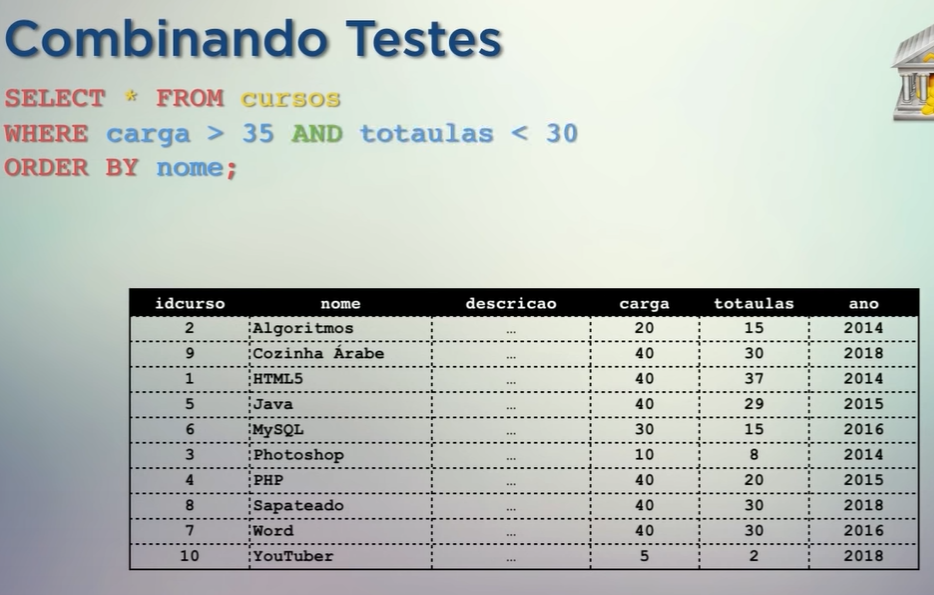 Combinando Testes
SELECT * FROM cursos
WHERE carga > 35 AND totaulas < 30
ORDER BY nome;
idcurso nome descricao carga totaulas ano
2 Algoritmos ... 20 15 2014
9 Cozinha Árabe ... 40 30 2018
1 HTML5 ... 40 37 2014
5 Java ... 40 29 2015
6 MySQL ... 30 15 2016
3 Photoshop ... 10 8 2014
4 PHP ... 40 20 2015
8 Sapateado ... 40 30 2018
7 Word ... 40 30 2016
10 YouTuber ... 5 2 2018